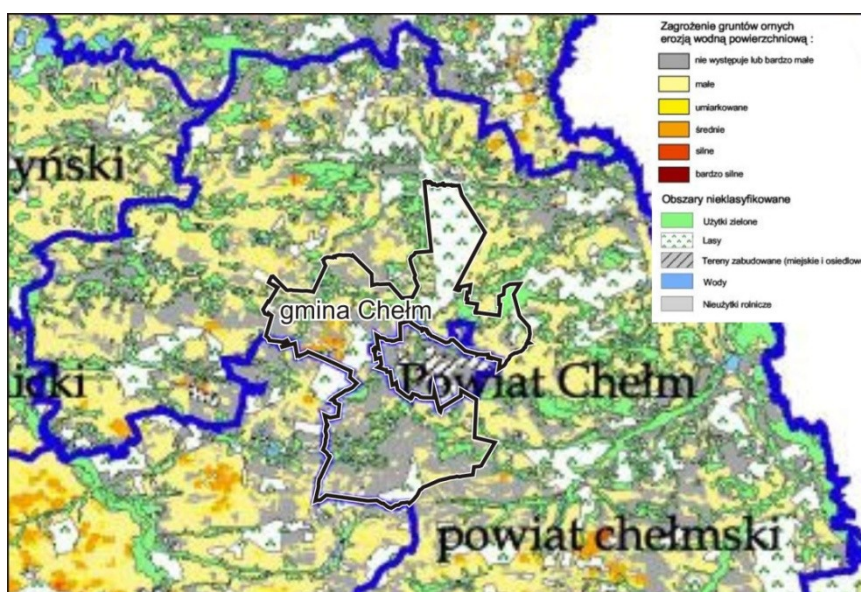 Zagrożenie gruntów ornych
erozją wodną powierzchniową :
nie występuje lub bardzo małe
małe
umiarkowane
średnie
silne
bardzo silne
Obszary nieklasyfikowane
Użytki zielone
Lasy
Tereny zabudowane (miejskie i osiedlowe
Wody
Nieużytki rolnicze
yński
gmina Chełm
icki
Powiat Chełm
powiat chełmski